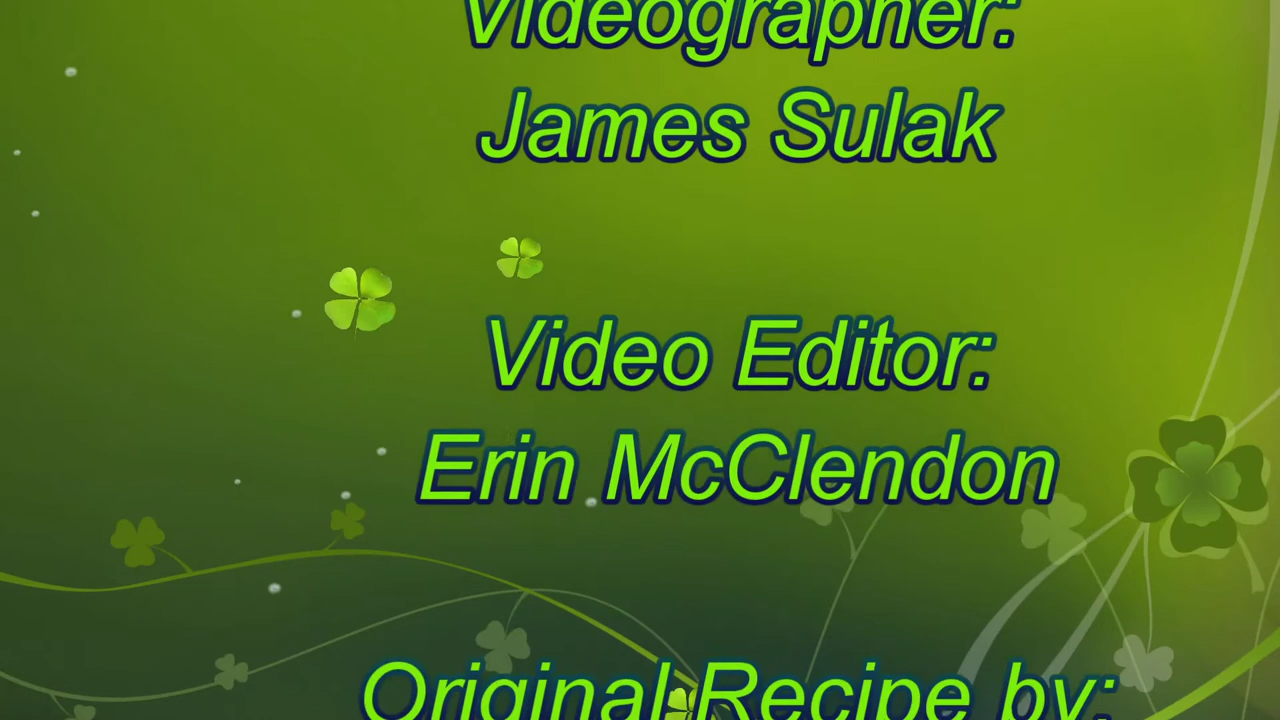 Videographer:
James Sulak
Video Editor:
Erin McClendon
Original Recipe by: